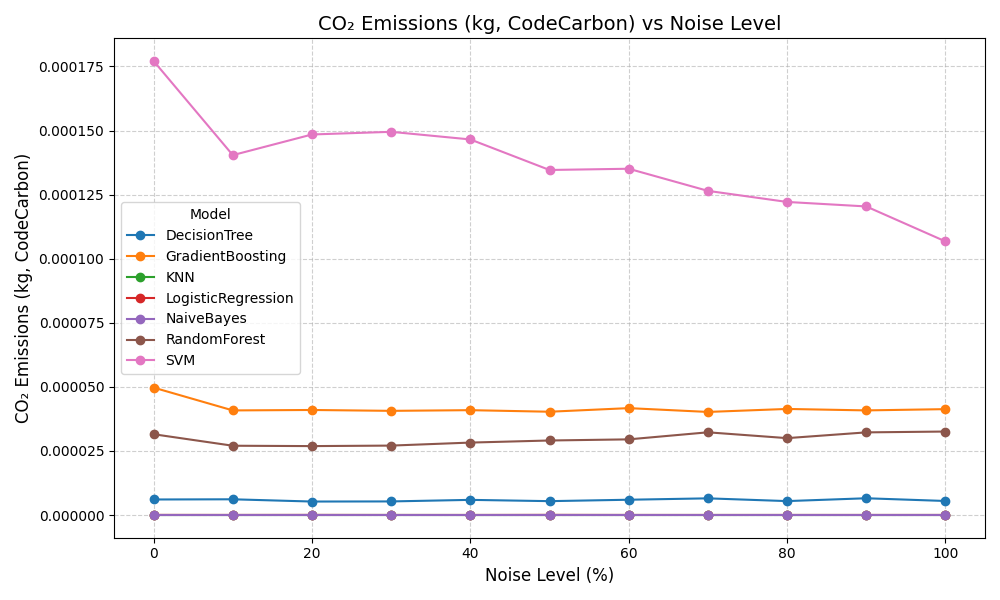 CO₂ Emissions (kg, CodeCarbon) vs Noise Level
CO₂ Emissions (kg, CodeCarbon)
0.000175
0.000150
0.000125
0.000100
0.000075
0.000050
0.000025
0.000000
Model
DecisionTree
GradientBoosting
KNN
LogisticRegression
NaiveBayes
RandomForest
SVM
0 20 40 60 80 100
Noise Level (%)